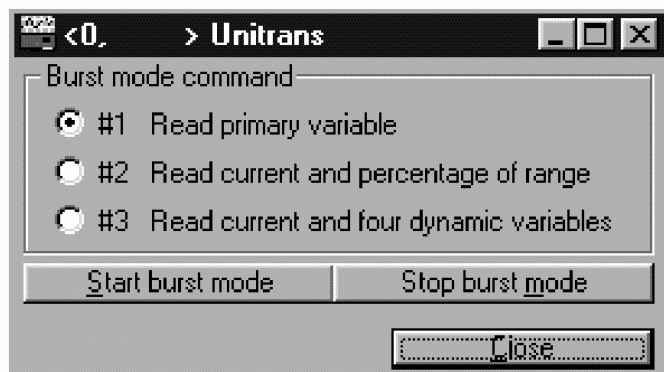 <0,      > Unitrans
Burst mode command
#1 Read primary variable
#2 Read current and percentage of range
#3 Read current and four dynamic variables
Start burst mode Stop burst mode
Close